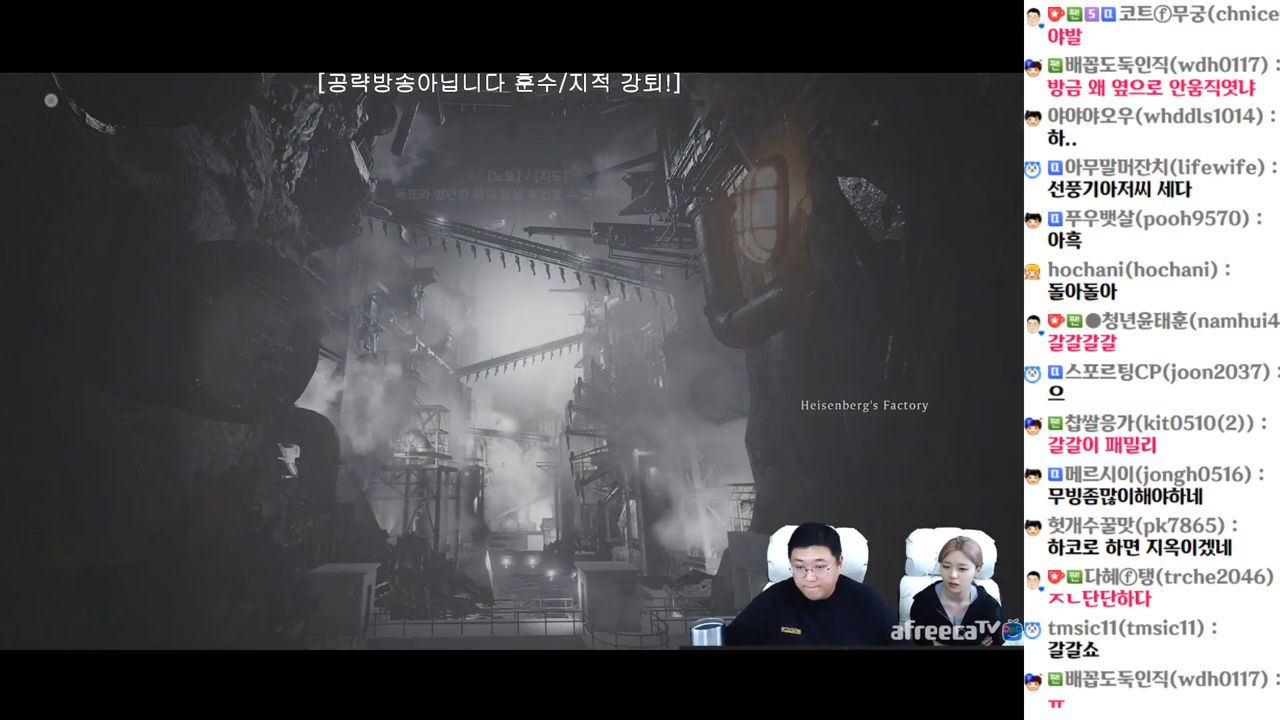 [공략방송아닙니다 훈수/지적 강퇴!]
[노트] / [지도]
Heisenberg's Factory
afreecaTV
코트ⓕ무궁(chnice
야발
배꼽도둑인직(wdh0117) :
방금 왜 옆으로 안움직엿냐
야야야오우(whddls1014) :
하..
아무말머잔치(lifewife) :
선풍기아저씨 세다
푸우뱃살(pooh9570) :
아흑
hochani(hochani) :
돌아돌아
●청년윤태훈(namhui4
갈갈갈갈
스포르팅CP(joon2037) :
으
찹쌀응가(kit0510(2)) :
갈갈이 패밀리
메르시이(jongh0516) :
무빙좀많이해야하네
헛개수꿀맛(pk7865) :
하코로 하면 지옥이겠네
다혜ⓕ탱(trche2046)
ㅈㄴ단단하다
tmsic11(tmsic11) :
갈갈쇼
배꼽도둑인직(wdh0117) :
ㅠ